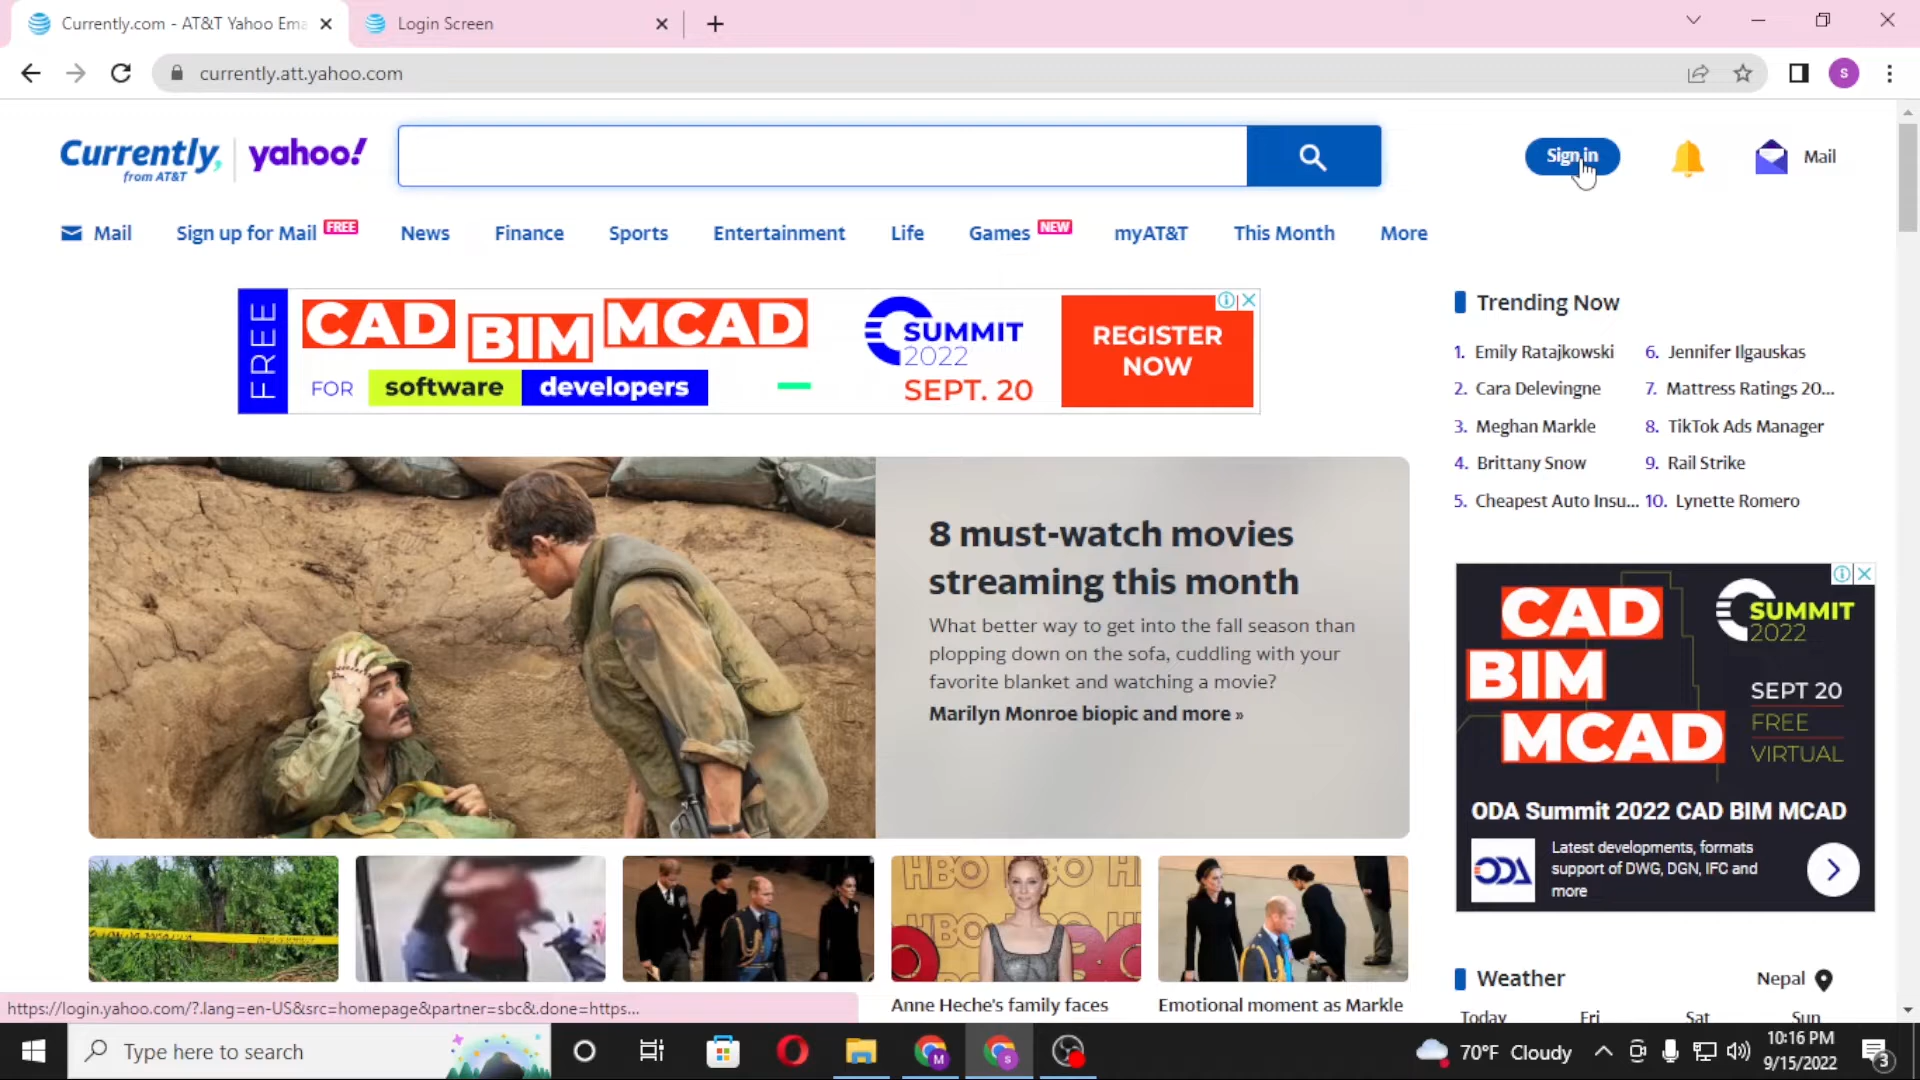 Currently.com - AT&T Yahoo Ema
Login Screen
currently.att.yahoo.com
S
Currently,
from AT&T
yahoo!
Sign in
Mail
Mail
Sign up for Mail FREE
News
Finance
Sports
Entertainment
Life
Games NEW
myAT&T
This Month
More
FREE
CAD BIM MCAD
FOR software developers
SUMMIT
2022
SEPT. 20
REGISTER
NOW
Trending Now
1. Emily Ratajkowski
2. Cara Delevingne
3. Meghan Markle
4. Brittany Snow
5. Cheapest Auto Insu...
6. Jennifer Ilgauskas
7. Mattress Ratings 20...
8. TikTok Ads Manager
9. Rail Strike
10. Lynette Romero
8 must-watch movies
streaming this month
What better way to get into the fall season than
plopping down on the sofa, cuddling with your
favorite blanket and watching a movie?
Marilyn Monroe biopic and more »
CAD
BIM
MCAD
SUMMIT
2022
SEPT 20
FREE
VIRTUAL
ODA Summit 2022 CAD BIM MCAD
ODA
Latest developments, formats
support of DWG, DGN, IFC and
more
HBO
HBO
Anne Heche's family faces
Emotional moment as Markle
Weather
Nepal
Today
Fri
Sat
Sun
https://login.yahoo.com/?.lang=en-US&src=homepage&partner=sbc&.done=https...
Type here to search
M
S
70°F Cloudy
10:16 PM
9/15/2022
3